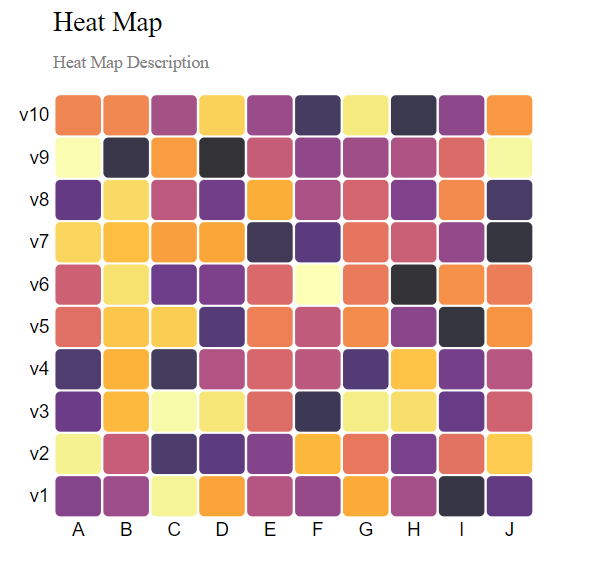 Heat Map
Heat Map Description
v10
v9
v8
v7
v6
v5
v4
v3
v2
v1
A B C D E F G H I J